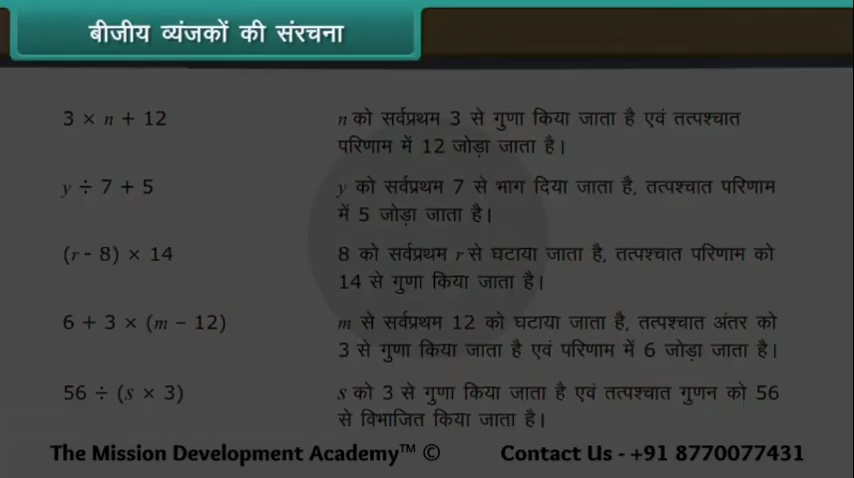 बीजीय व्यंजकों की संरचना
3 × n + 12
n को सर्वप्रथम 3 से गुणा किया जाता है एवं तत्पश्चात
परिणाम में 12 जोड़ा जाता है।
y ÷ 7 + 5
y को सर्वप्रथम 7 से भाग दिया जाता है, तत्पश्चात परिणाम
में 5 जोड़ा जाता है।
(r - 8) × 14
8 को सर्वप्रथम r से घटाया जाता है, तत्पश्चात परिणाम को
14 से गुणा किया जाता है।
6 + 3 × (m – 12)
m से सर्वप्रथम 12 को घटाया जाता है, तत्पश्चात अंतर को
3 से गुणा किया जाता है एवं परिणाम में 6 जोड़ा जाता है।
56 ÷ (s × 3)
s को 3 से गुणा किया जाता है एवं तत्पश्चात गुणन को 56
से विभाजित किया जाता है।
The Mission Development Academy™ © Contact Us - +91 8770077431